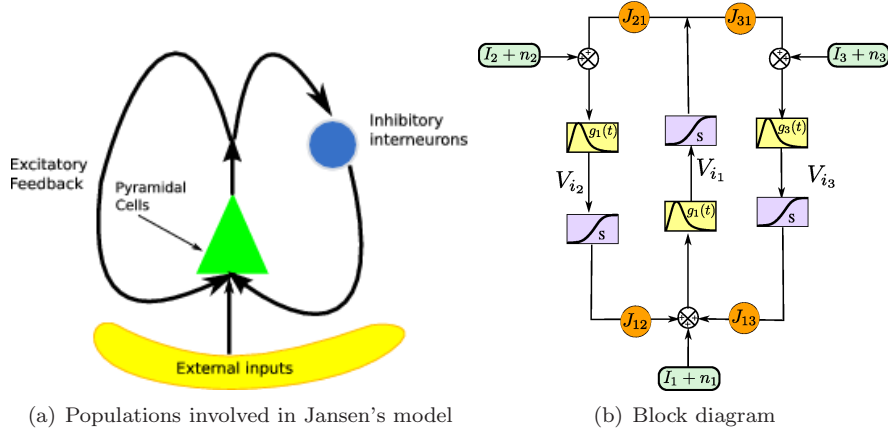 Excitatory
Feedback
Pyramidal
Cells
Inhibitory
interneurons
External inputs
(a) Populations involved in Jansen's model
J21
J31
I2 + n2
I3 + n3
+
+
+
+
g1(t)
S
g3(t)
Vi2
Vi1
Vi3
S
g1(t)
S
J12
+
+
+
J13
I1 + n1
(b) Block diagram